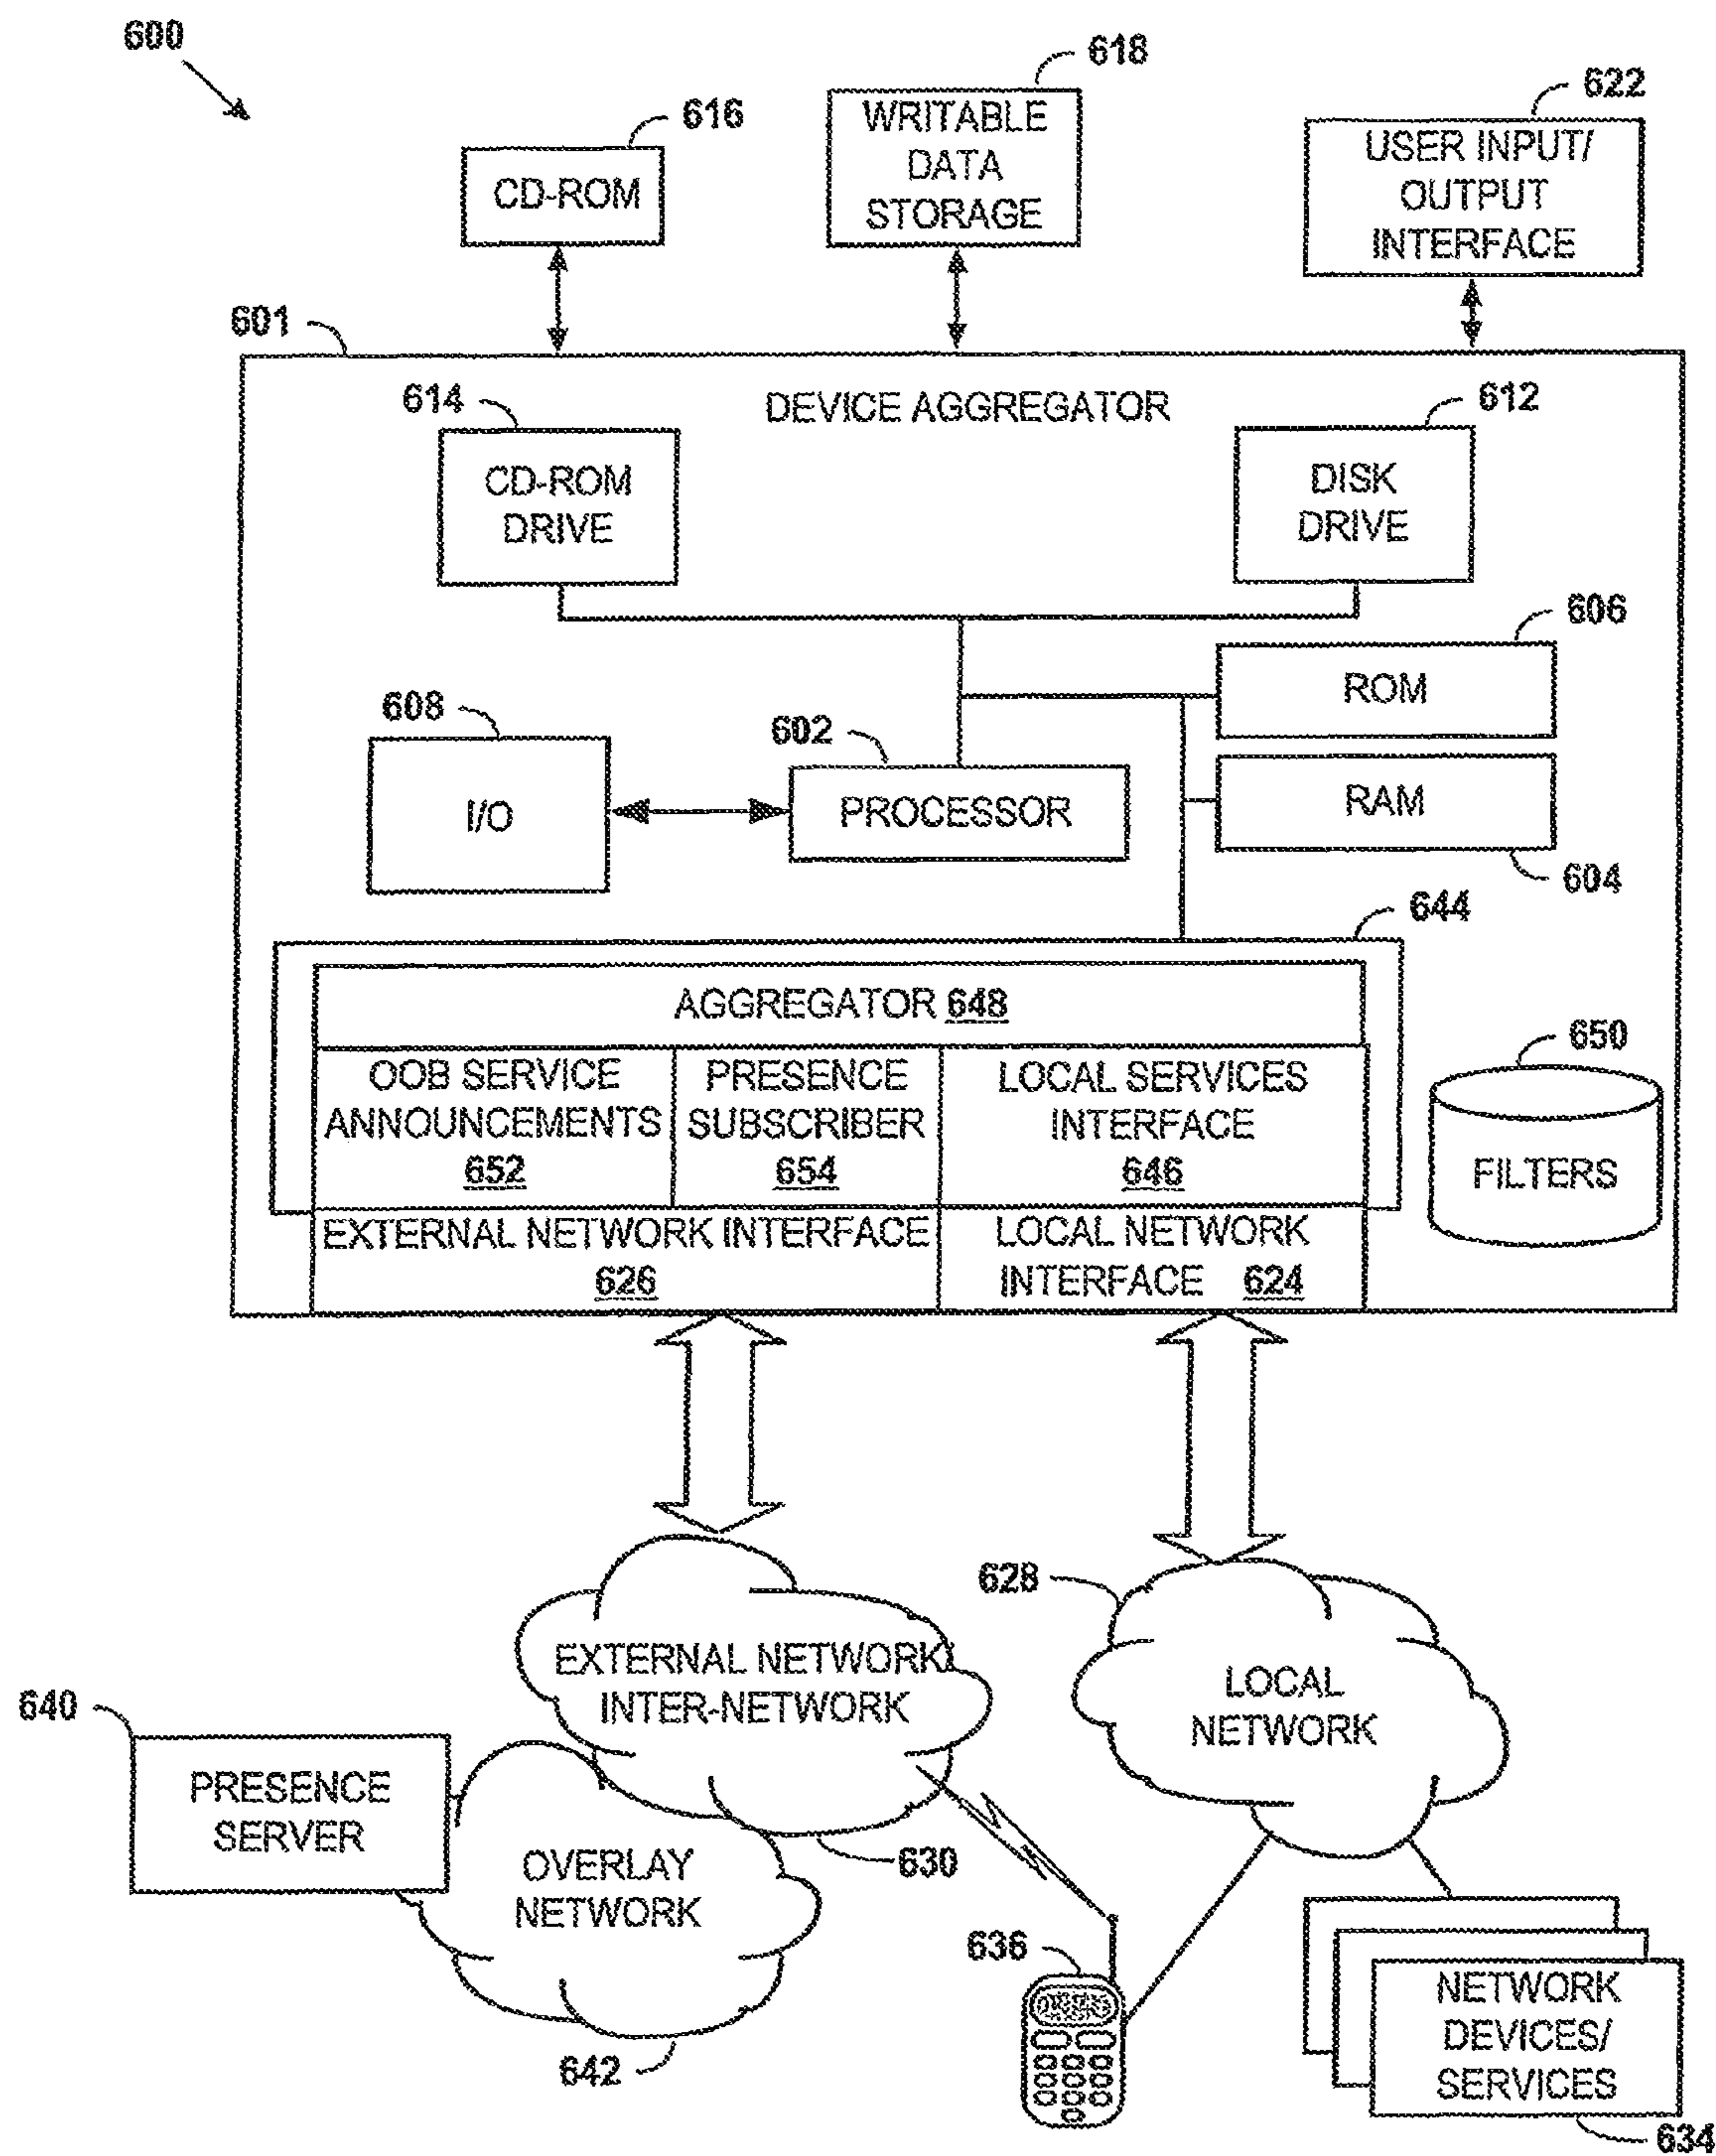 600
618
616
622
CD-ROM
WRITABLE
DATA
STORAGE
USER INPUT/
OUTPUT
INTERFACE
601
614
DEVICE AGGREGATOR
612
CD-ROM
DRIVE
DISK
DRIVE
606
ROM
608
602
I/O
PROCESSOR
RAM
604
644
AGGREGATOR 648
OOB SERVICE
ANNOUNCEMENTS
652
PRESENCE
SUBSCRIBER
654
LOCAL SERVICES
INTERFACE
646
650
FILTERS
EXTERNAL NETWORK INTERFACE
626
LOCAL NETWORK
INTERFACE 624
628
EXTERNAL NETWORK/
INTER-NETWORK
LOCAL
NETWORK
640
PRESENCE
SERVER
630
OVERLAY
NETWORK
636
642
NETWORK
DEVICES/
SERVICES
634